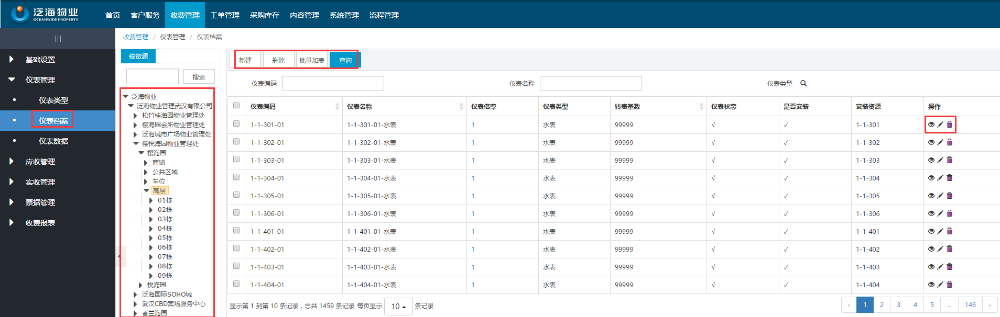 泛海物业
OCEANWIDE PROPERTY
首页 客户服务 收费管理 工单管理 采购库存 内容管理 系统管理 流程管理
基础设置
仪表管理
仪表类型
仪表档案
仪表数据
应收管理
实收管理
票据管理
收费报表
收费管理 / 仪表管理 / 仪表档案
按资源
搜索
泛海物业
泛海物业管理武汉有限公司
松竹桂海园物业管理处
樱海园会所物业管理处
泛海城市广场物业管理处
樱悦海园物业管理处
樱海园
商铺
公共区域
车位
高层
01栋
02栋
03栋
04栋
05栋
06栋
07栋
08栋
09栋
悦海园
泛海国际SOHO城
武汉CBD案场服务中心
香兰海园
新建 删除 批量加表 查询
仪表编码 仪表名称 仪表类型
仪表编码 仪表名称 仪表倍率 仪表类型 转表基数 仪表状态 是否安装 安装资源 操作
1-1-301-01 1-1-301-01-水表 1 水表 99999 √ ✓ 1-1-301
1-1-302-01 1-1-302-01-水表 1 水表 99999 √ ✓ 1-1-302
1-1-303-01 1-1-303-01-水表 1 水表 99999 √ ✓ 1-1-303
1-1-304-01 1-1-304-01-水表 1 水表 99999 √ ✓ 1-1-304
1-1-305-01 1-1-305-01-水表 1 水表 99999 √ ✓ 1-1-305
1-1-306-01 1-1-306-01-水表 1 水表 99999 √ ✓ 1-1-306
1-1-401-01 1-1-401-01-水表 1 水表 99999 √ ✓ 1-1-401
1-1-402-01 1-1-402-01-水表 1 水表 99999 √ ✓ 1-1-402
1-1-403-01 1-1-403-01-水表 1 水表 99999 √ ✓ 1-1-403
1-1-404-01 1-1-404-01-水表 1 水表 99999 √ ✓ 1-1-404
显示第 1 到第 10 条记录，总共 1459 条记录 每页显示 10 条记录
‹ 1 2 3 4 5 ... 146 ›